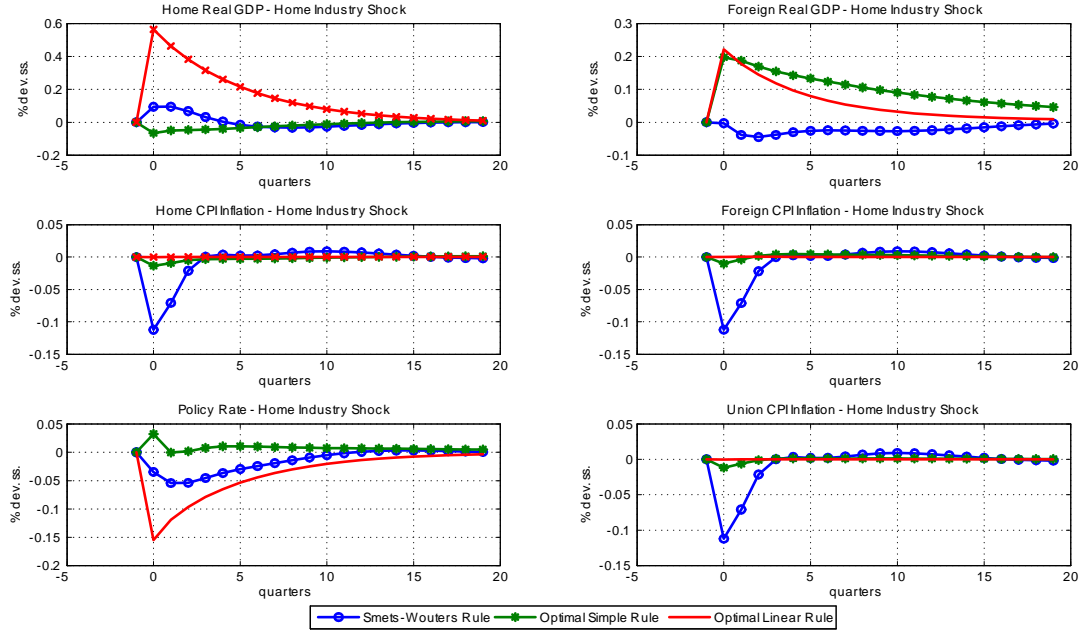 Home Real GDP - Home Industry Shock
0.6
0.4
0.2
0
-0.2
% dev. ss.
-5 0 5 10 15 20
quarters
Foreign Real GDP - Home Industry Shock
0.3
0.2
0.1
0
-0.1
% dev. ss.
-5 0 5 10 15 20
quarters
Home CPI Inflation - Home Industry Shock
0.05
0
-0.05
-0.1
-0.15
% dev. ss.
-5 0 5 10 15 20
quarters
Foreign CPI Inflation - Home Industry Shock
0.05
0
-0.05
-0.1
-0.15
% dev. ss.
-5 0 5 10 15 20
quarters
Policy Rate - Home Industry Shock
0.05
0
-0.05
-0.1
-0.15
-0.2
% dev. ss.
-5 0 5 10 15 20
quarters
Union CPI Inflation - Home Industry Shock
0.05
0
-0.05
-0.1
-0.15
% dev. ss.
-5 0 5 10 15 20
quarters
Smets-Wouters Rule Optimal Simple Rule Optimal Linear Rule